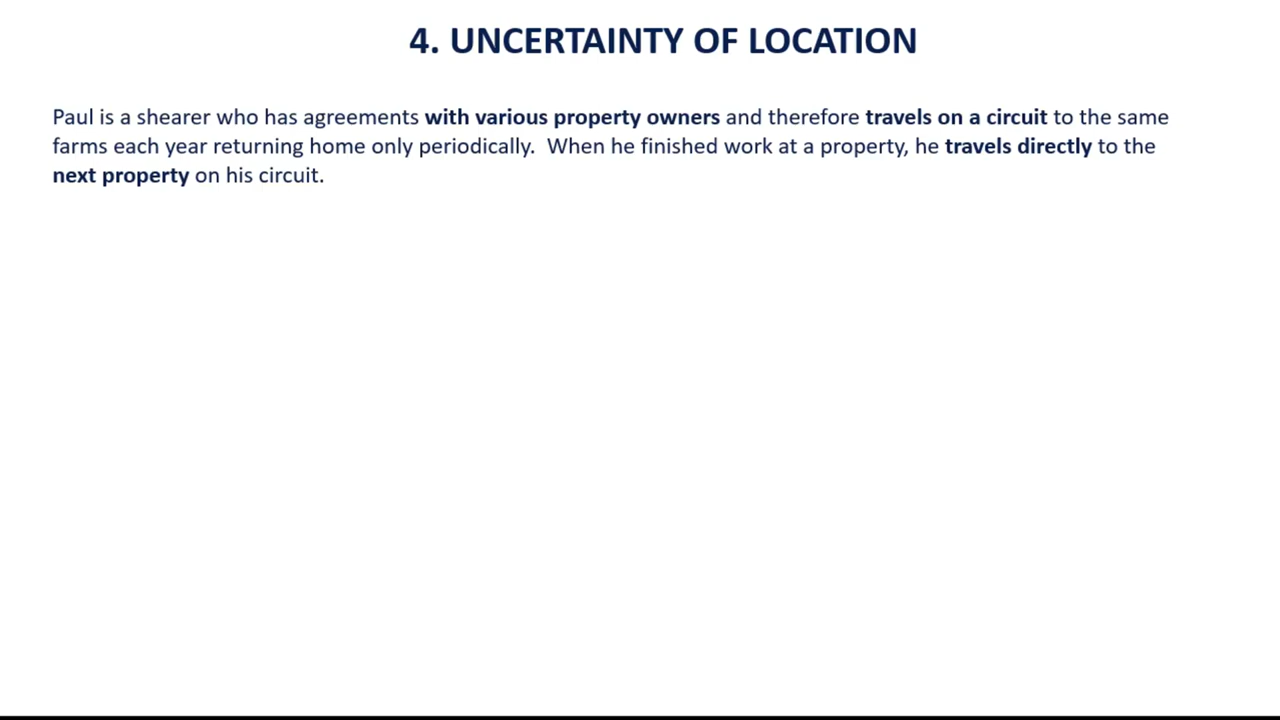 4. UNCERTAINTY OF LOCATION
Paul is a shearer who has agreements with various property owners and therefore travels on a circuit to the same
farms each year returning home only periodically.  When he finished work at a property, he travels directly to the
next property on his circuit.